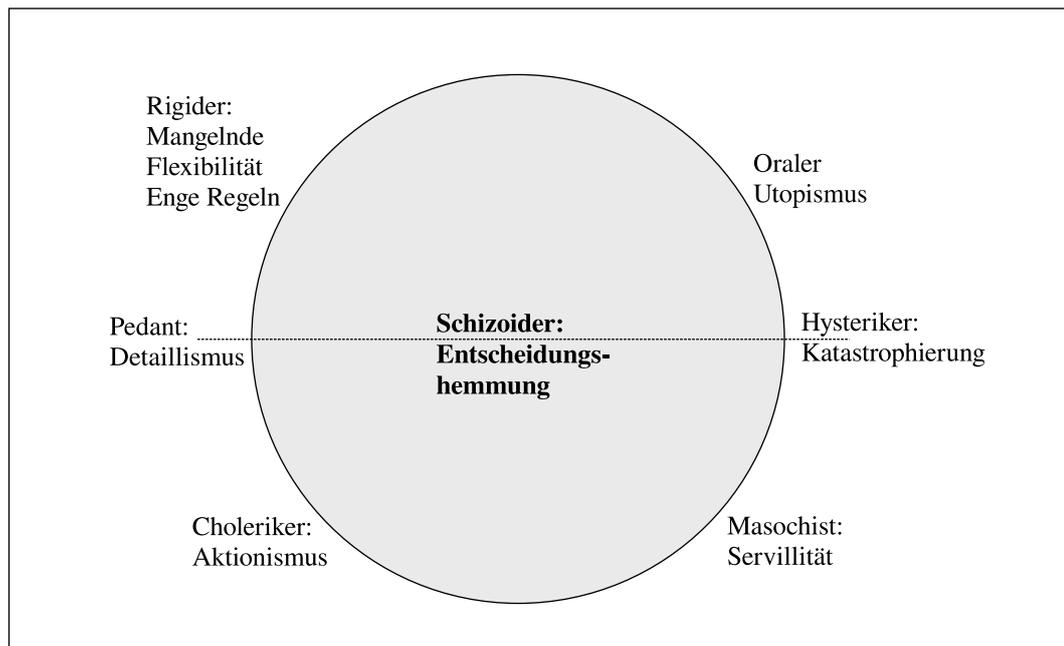 Rigider:
Mangelnde
Flexibilität
Enge Regeln
Oraler
Utopismus
Pedant:
Detaillismus
Schizoider:
Entscheidungs-
hemmung
Hysteriker:
Katastrophierung
Choleriker:
Aktionismus
Masochist:
Servillität